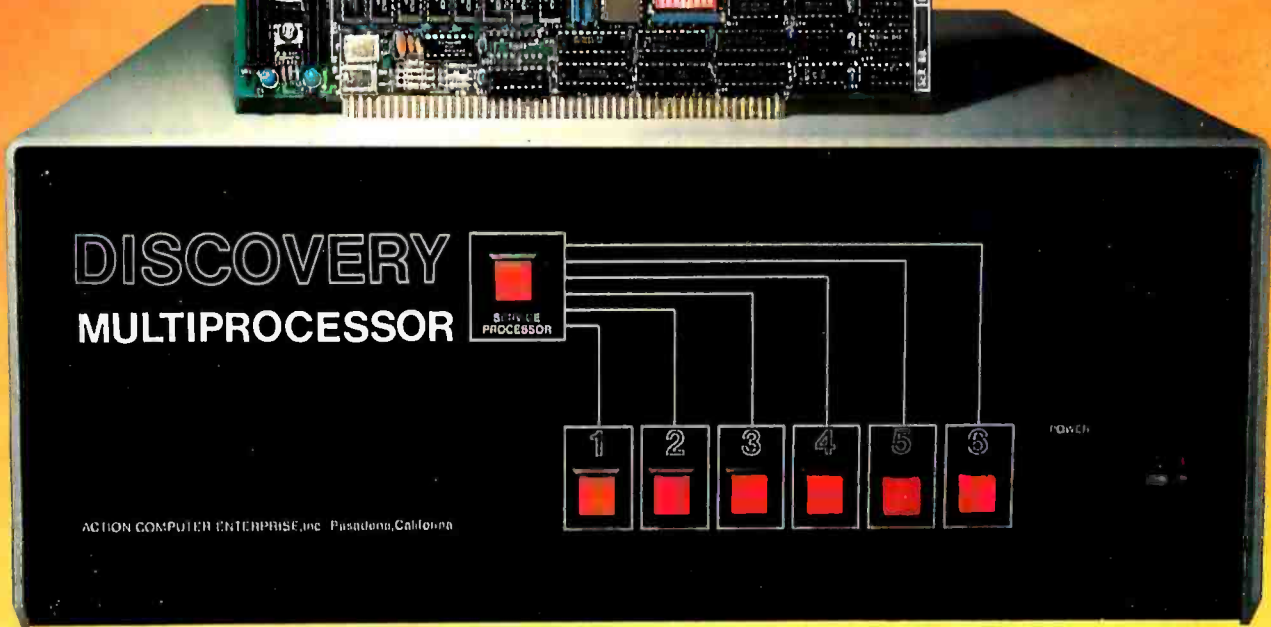 DISCOVERY
MULTIPROCESSOR
SERVICE
PROCESSOR
1 2 3 4 5 6
POWER
ACTION COMPUTER ENTERPRISE, inc Pasadena, California